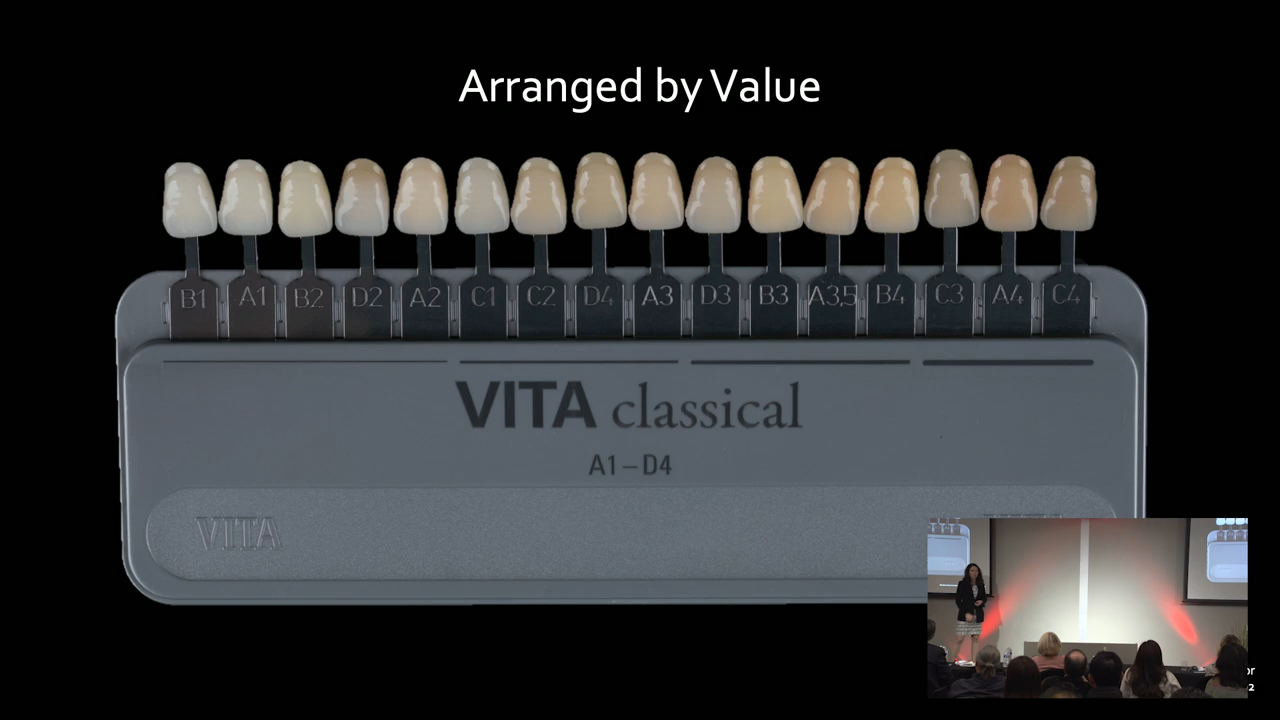 Arranged by Value
B1 A1 B2 D2 A2 C1 C2 D4 A3 D3 B3 A3,5 B4 C3 A4 C4
VITA classical
A1–D4
VITA